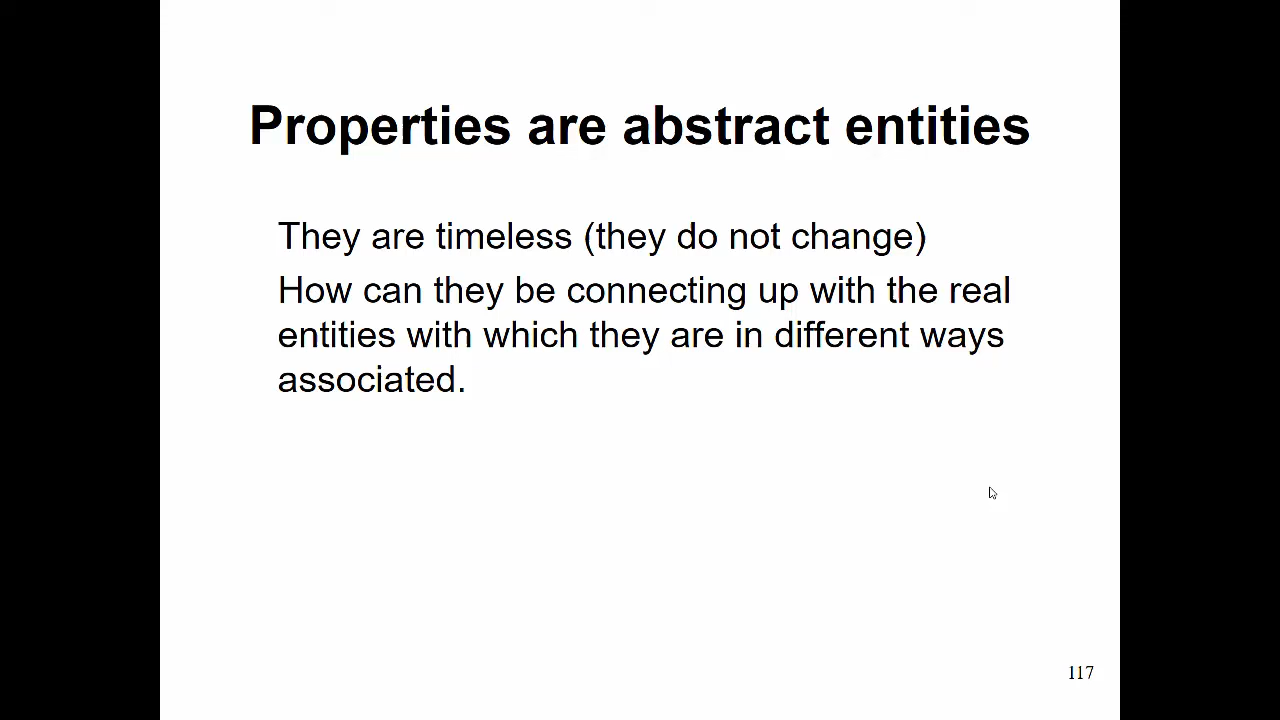 Properties are abstract entities
They are timeless (they do not change)
How can they be connecting up with the real
entities with which they are in different ways
associated.
117